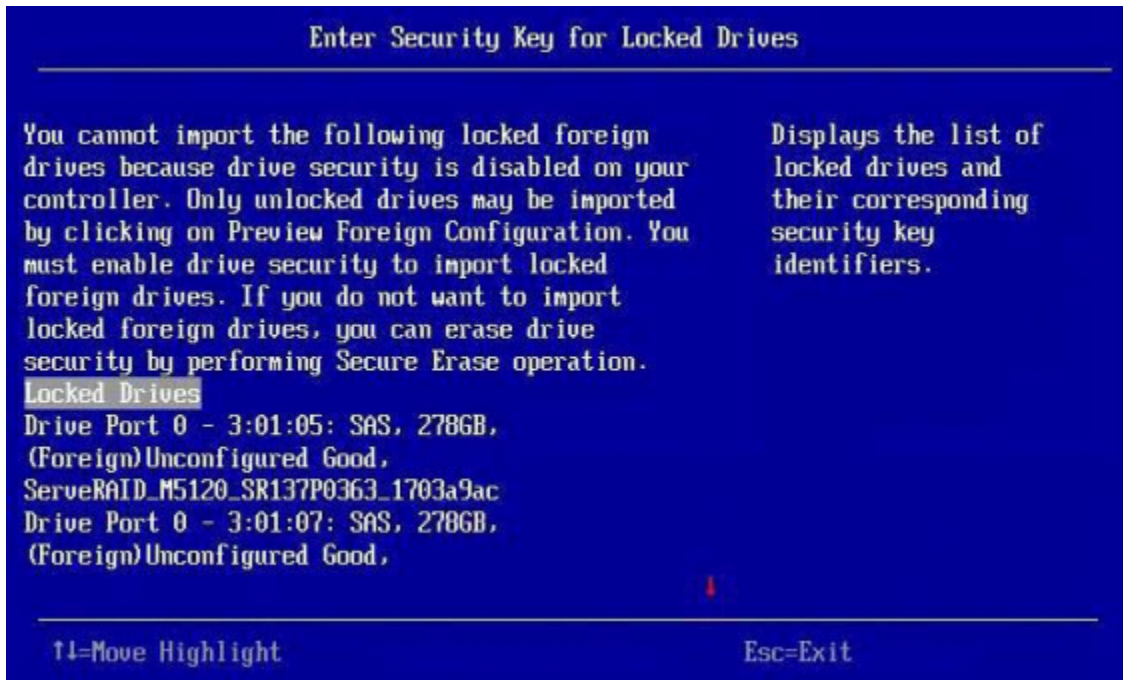 Enter Security Key for Locked Drives
You cannot import the following locked foreign
drives because drive security is disabled on your
controller. Only unlocked drives may be imported
by clicking on Preview Foreign Configuration. You
must enable drive security to import locked
foreign drives. If you do not want to import
locked foreign drives, you can erase drive
security by performing Secure Erase operation.
Locked Drives
Drive Port 0 - 3:01:05: SAS, 278GB,
(Foreign)Unconfigured Good,
ServeRAID_M5120_SR137P0363_1703a9ac
Drive Port 0 - 3:01:07: SAS, 278GB,
(Foreign)Unconfigured Good,
Displays the list of
locked drives and
their corresponding
security key
identifiers.
↓
↑↓=Move Highlight
Esc=Exit